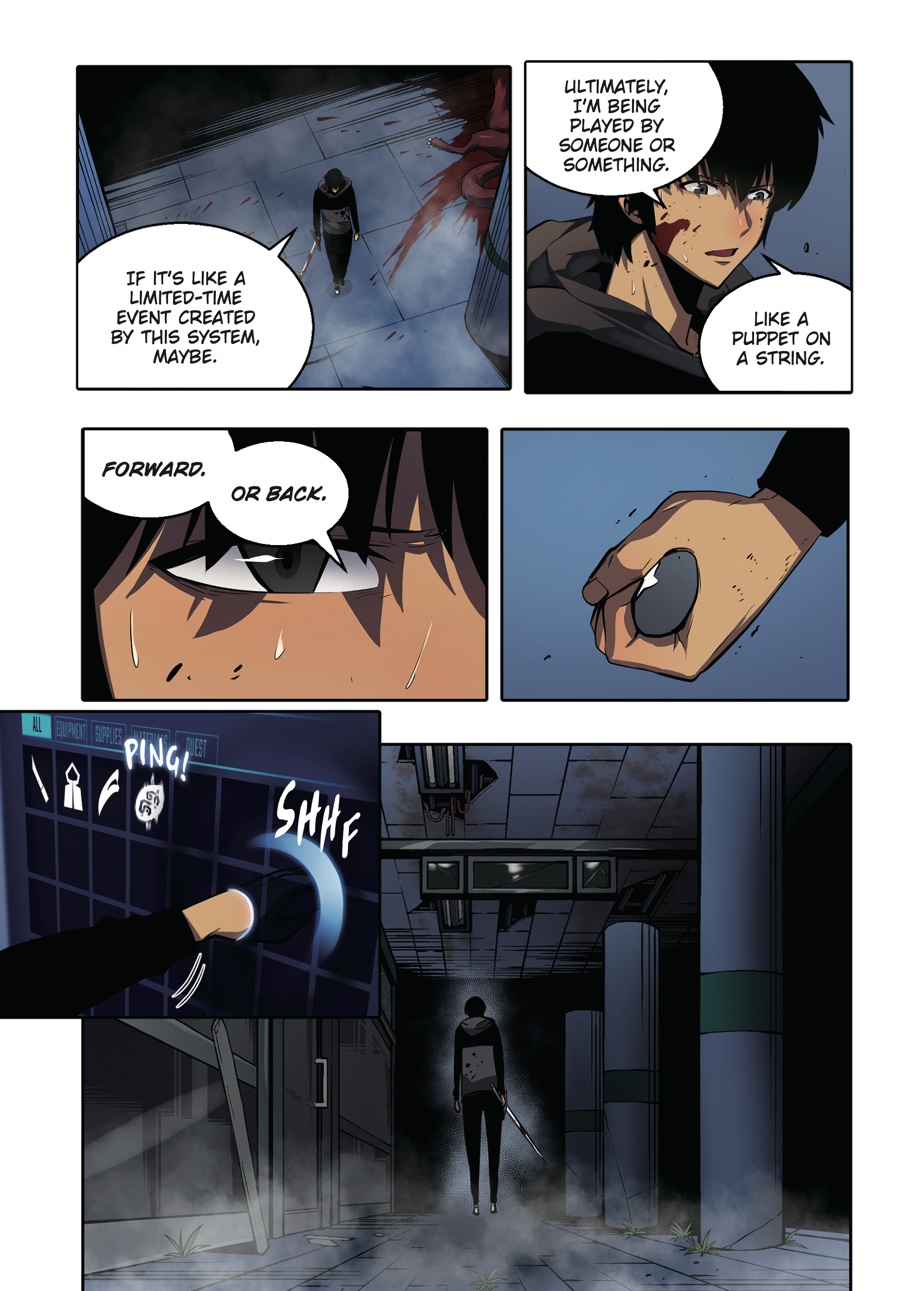 IF IT'S LIKE A
LIMITED-TIME
EVENT CREATED
BY THIS SYSTEM,
MAYBE.
ULTIMATELY,
I'M BEING
PLAYED BY
SOMEONE OR
SOMETHING.
LIKE A
PUPPET ON
A STRING.
FORWARD.
OR BACK.
ALL EQUIPMENT SUPPLIES MATERIALS QUEST
PING!
SHHF